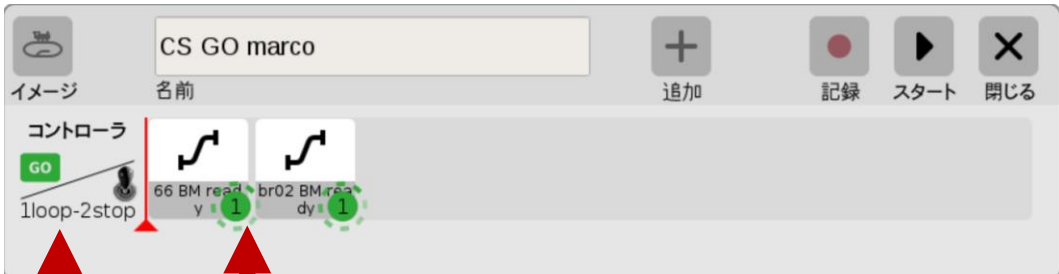 CS GO marco
イメージ
名前
追加
記録
スタート
閉じる
コントローラ
GO
1loop-2stop
66 BM read
y
1
br02 BM rea
dy
1